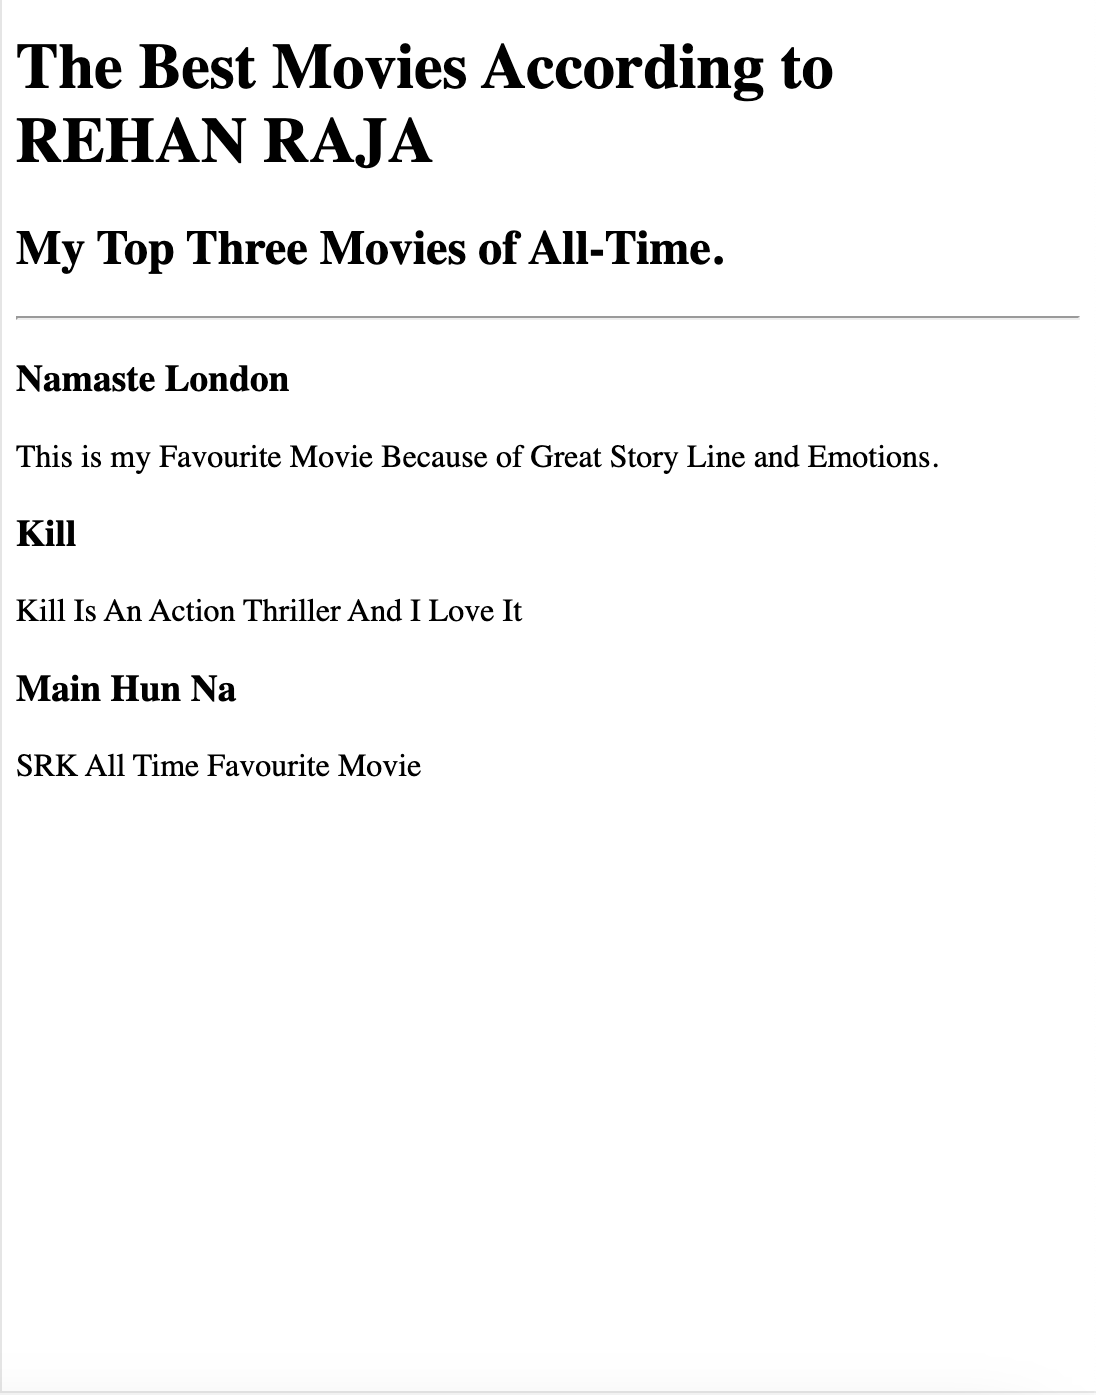 The Best Movies According to
REHAN RAJA
My Top Three Movies of All-Time.
Namaste London
This is my Favourite Movie Because of Great Story Line and Emotions.
Kill
Kill Is An Action Thriller And I Love It
Main Hun Na
SRK All Time Favourite Movie